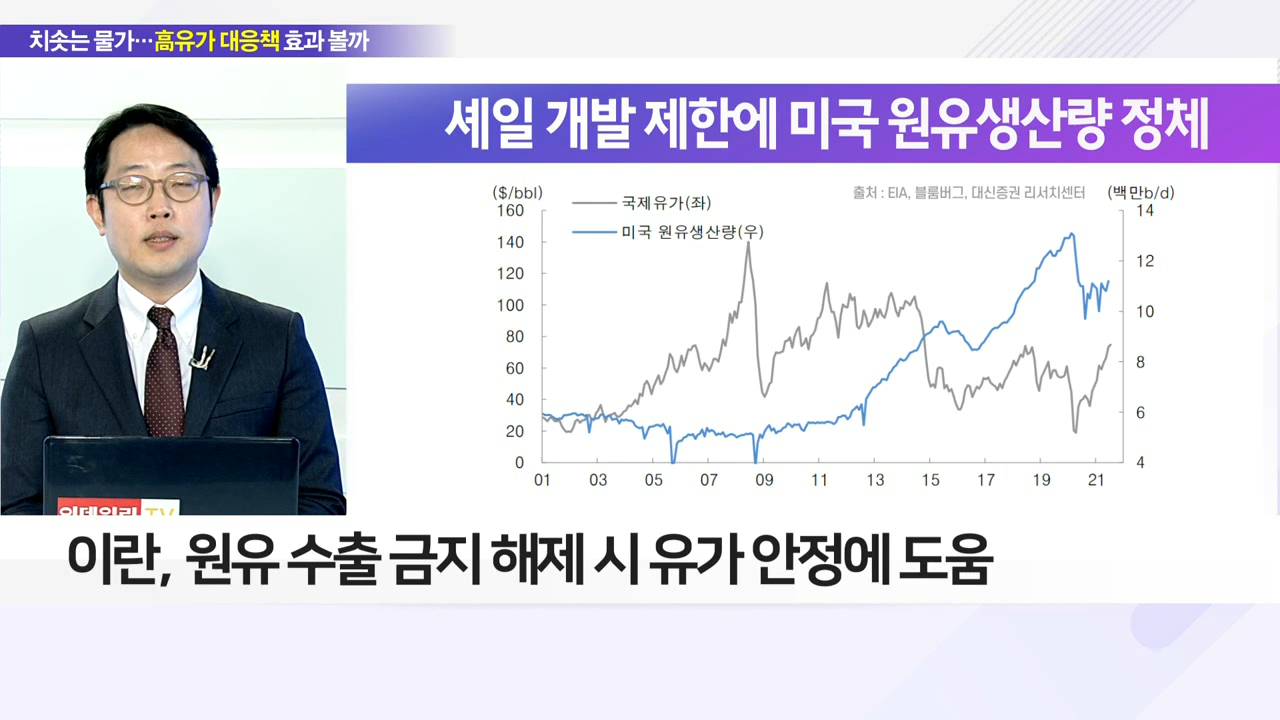 치솟는 물가…高유가 대응책 효과 볼까
셰일 개발 제한에 미국 원유생산량 정체
($/bbl)
국제유가(좌)
미국 원유생산량(우)
출처 : EIA, 블룸버그, 대신증권 리서치센터
(백만b/d)
160
140
120
100
80
60
40
20
0
14
12
10
8
6
4
01 03 05 07 09 11 13 15 17 19 21
이데일리 TV
이란, 원유 수출 금지 해제 시 유가 안정에 도움